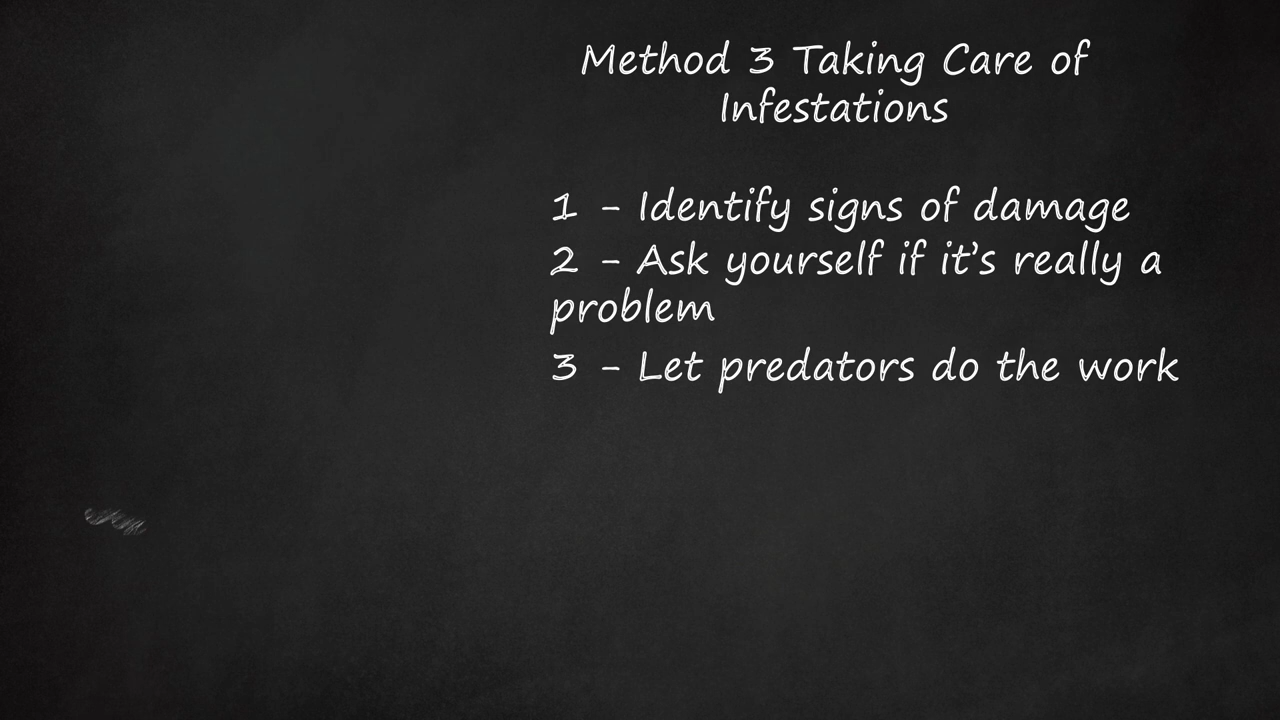 Method 3 Taking Care of
Infestations
1 - Identify signs of damage
2 - Ask yourself if it's really a
problem
3 - Let predators do the work